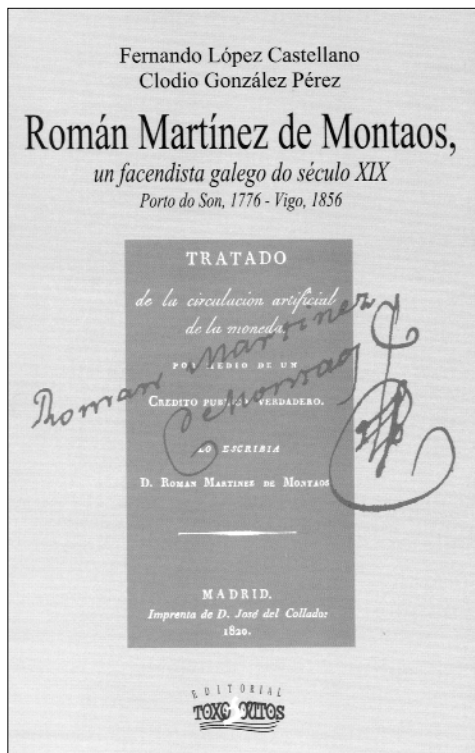 Fernando López Castellano
Clodio González Pérez
Román Martínez de Montaos,
un facendista galego do século XIX
Porto do Son, 1776 - Vigo, 1856
TRATADO
de la circulacion artificial
de la moneda,
POR MEDIO DE UN
CREDITO PUBLICO VERDADERO.
LO ESCRIBIA
D. ROMAN MARTINEZ DE MONTAOS
Roman Martinez
de Montaos
MADRID.
Imprenta de D. José del Collado:
1820.
EDITORIAL
TOXOSOUTOS